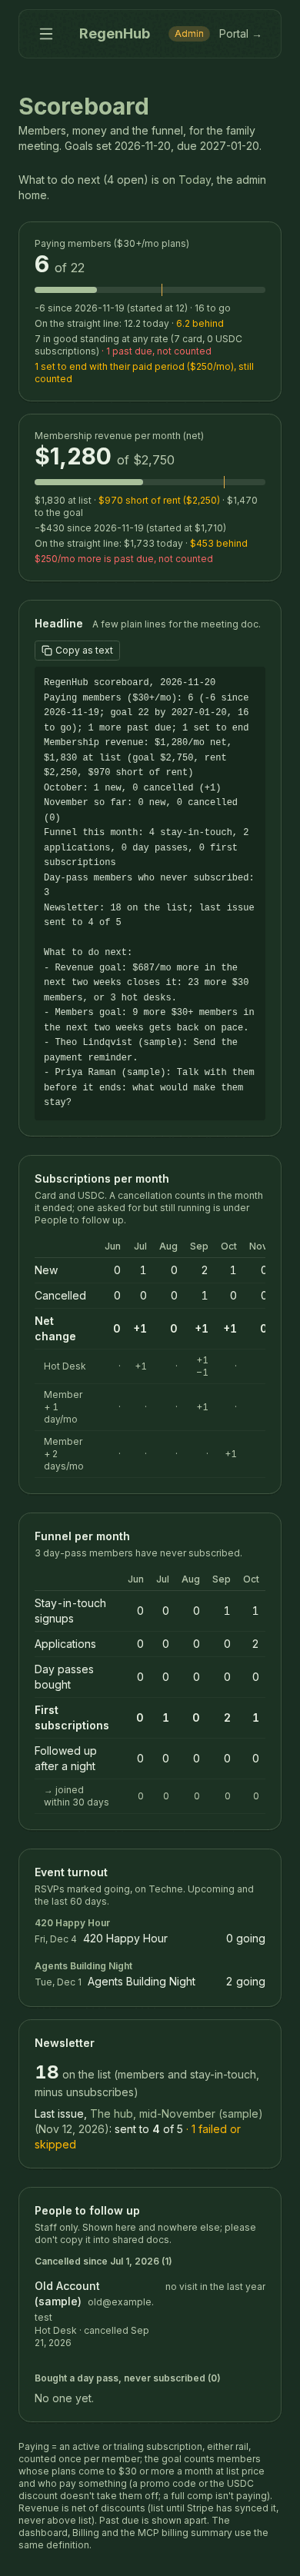 RegenHub
Admin
Portal →
Scoreboard
Members, money and the funnel, for the family
meeting. Goals set 2026-11-20, due 2027-01-20.
What to do next (4 open) is on Today, the admin
home.
Paying members ($30+/mo plans)
6 of 22
-6 since 2026-11-19 (started at 12) · 16 to go
On the straight line: 12.2 today · 6.2 behind
7 in good standing at any rate (7 card, 0 USDC
subscriptions) · 1 past due, not counted
1 set to end with their paid period ($250/mo), still
counted
Membership revenue per month (net)
$1,280 of $2,750
$1,830 at list · $970 short of rent ($2,250) · $1,470
to the goal
−$430 since 2026-11-19 (started at $1,710)
On the straight line: $1,733 today · $453 behind
$250/mo more is past due, not counted
Headline A few plain lines for the meeting doc.
Copy as text
RegenHub scoreboard, 2026-11-20
Paying members ($30+/mo): 6 (-6 since
2026-11-19; goal 22 by 2027-01-20, 16
to go); 1 more past due; 1 set to end
Membership revenue: $1,280/mo net,
$1,830 at list (goal $2,750, rent
$2,250, $970 short of rent)
October: 1 new, 0 cancelled (+1)
November so far: 0 new, 0 cancelled
(0)
Funnel this month: 4 stay-in-touch, 2
applications, 0 day passes, 0 first
subscriptions
Day-pass members who never subscribed:
3
Newsletter: 18 on the list; last issue
sent to 4 of 5
What to do next:
- Revenue goal: $687/mo more in the
next two weeks closes it: 23 more $30
members, or 3 hot desks.
- Members goal: 9 more $30+ members in
the next two weeks gets back on pace.
- Theo Lindqvist (sample): Send the
payment reminder.
- Priya Raman (sample): Talk with them
before it ends: what would make them
stay?
Subscriptions per month
Card and USDC. A cancellation counts in the month
it ended; one asked for but still running is under
People to follow up.
Jun Jul Aug Sep Oct Nov
New 0 1 0 2 1 0
Cancelled 0 0 0 1 0 0
Net
change 0 +1 0 +1 +1 0
Hot Desk · +1 · +1 −1 ·
Member
+ 1
day/mo · · · +1 ·
Member
+ 2
days/mo · · · · +1
Funnel per month
3 day-pass members have never subscribed.
Jun Jul Aug Sep Oct
Stay-in-touch
signups 0 0 0 1 1
Applications 0 0 0 0 2
Day passes
bought 0 0 0 0 0
First
subscriptions 0 1 0 2 1
Followed up
after a night 0 0 0 0 0
→ joined
within 30 days 0 0 0 0 0
Event turnout
RSVPs marked going, on Techne. Upcoming and
the last 60 days.
420 Happy Hour
Fri, Dec 4 420 Happy Hour 0 going
Agents Building Night
Tue, Dec 1 Agents Building Night 2 going
Newsletter
18 on the list (members and stay-in-touch,
minus unsubscribes)
Last issue, The hub, mid-November (sample)
(Nov 12, 2026): sent to 4 of 5 · 1 failed or
skipped
People to follow up
Staff only. Shown here and nowhere else; please
don't copy it into shared docs.
Cancelled since Jul 1, 2026 (1)
Old Account
(sample) old@example.
test
no visit in the last year
Hot Desk · cancelled Sep
21, 2026
Bought a day pass, never subscribed (0)
No one yet.
Paying = an active or trialing subscription, either rail,
counted once per member; the goal counts members
whose plans come to $30 or more a month at list price
and who pay something (a promo code or the USDC
discount doesn't take them off; a full comp isn't paying).
Revenue is net of discounts (list until Stripe has synced it,
never above list). Past due is shown apart. The
dashboard, Billing and the MCP billing summary use the
same definition.